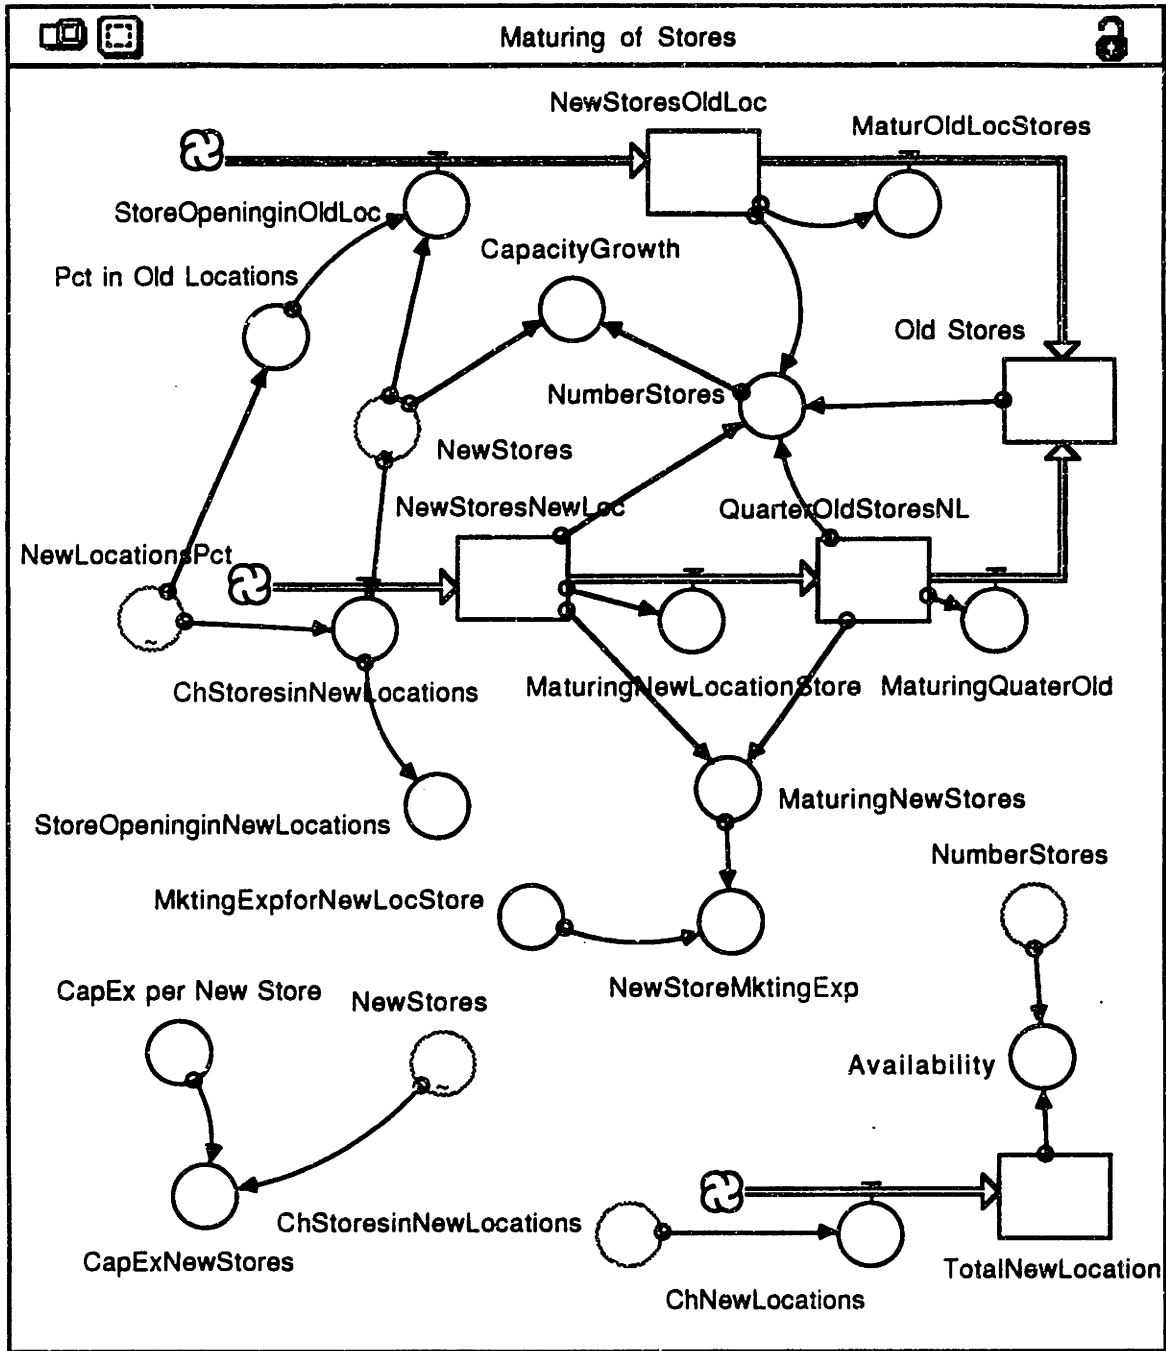 Maturing of Stores
NewStoresOldLoc
MaturOldLocStores
StoreOpeninginOldLoc
CapacityGrowth
Pct in Old Locations
Old Stores
NumberStores
NewStores
NewStoresNewLoc
QuarterOldStoresNL
NewLocationsPct
~
ChStoresinNewLocations
MaturingNewLocationStore
MaturingQuaterOld
MaturingNewStores
StoreOpeninginNewLocations
NumberStores
MktingExpforNewLocStore
NewStoreMktingExp
CapEx per New Store
NewStores
~
Availability
ChStoresinNewLocations
CapExNewStores
TotalNewLocation
ChNewLocations